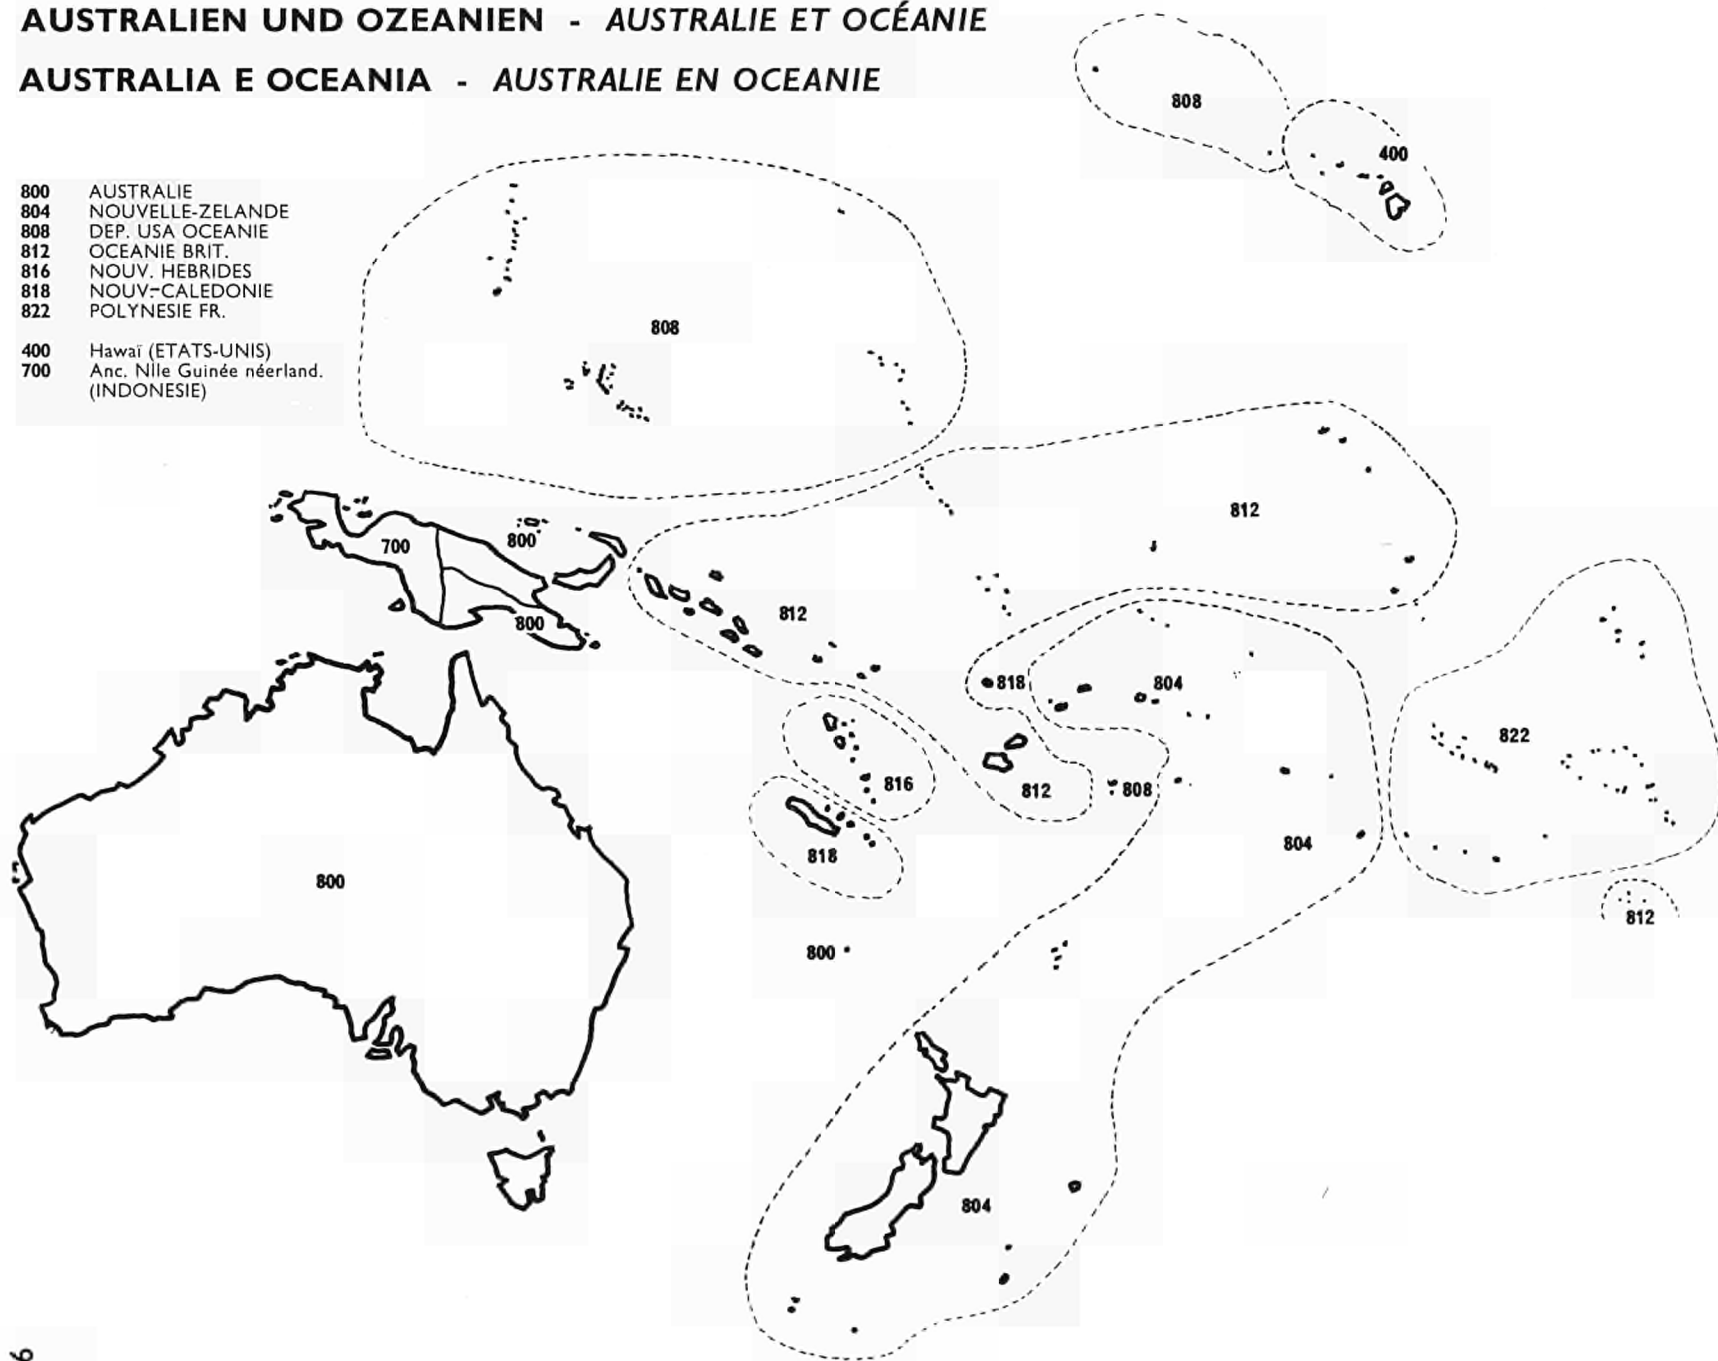 AUSTRALIEN UND OZEANIEN - AUSTRALIE ET OCÉANIE
AUSTRALIA E OCEANIA - AUSTRALIE EN OCEANIE
800 AUSTRALIE
804 NOUVELLE-ZELANDE
808 DEP. USA OCEANIE
812 OCEANIE BRIT.
816 NOUV. HEBRIDES
818 NOUV.-CALEDONIE
822 POLYNESIE FR.
400 Hawaï (ETATS-UNIS)
700 Anc. Nlle Guinée néerland.
(INDONESIE)
808
400
808
812
700
800
812
800
818
804
822
816
812
808
804
818
800
812
800
804
6